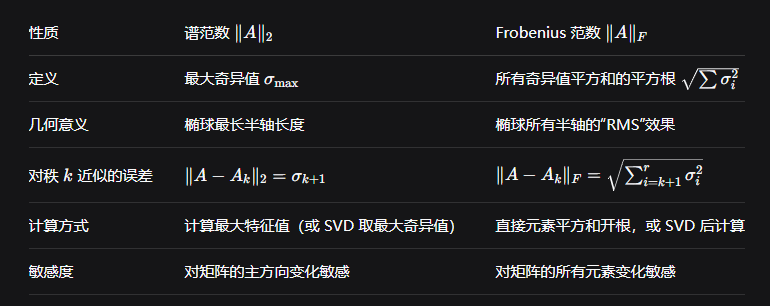 性质 谱范数 ‖A‖₂ Frobenius 范数 ‖A‖F
定义 最大奇异值 σmax 所有奇异值平方和的平方根 √∑σᵢ²
几何意义 椭球最长半轴长度 椭球所有半轴的“RMS”效果
对秩 k 近似的误差 ‖A − Aₖ‖₂ = σₖ₊₁ ‖A − Aₖ‖F = √∑ʳᵢ₌ₖ₊₁ σᵢ²
计算方式 计算最大特征值（或 SVD 取最大奇异值） 直接元素平方和开根，或 SVD 后计算
敏感度 对矩阵的主方向变化敏感 对矩阵的所有元素变化敏感